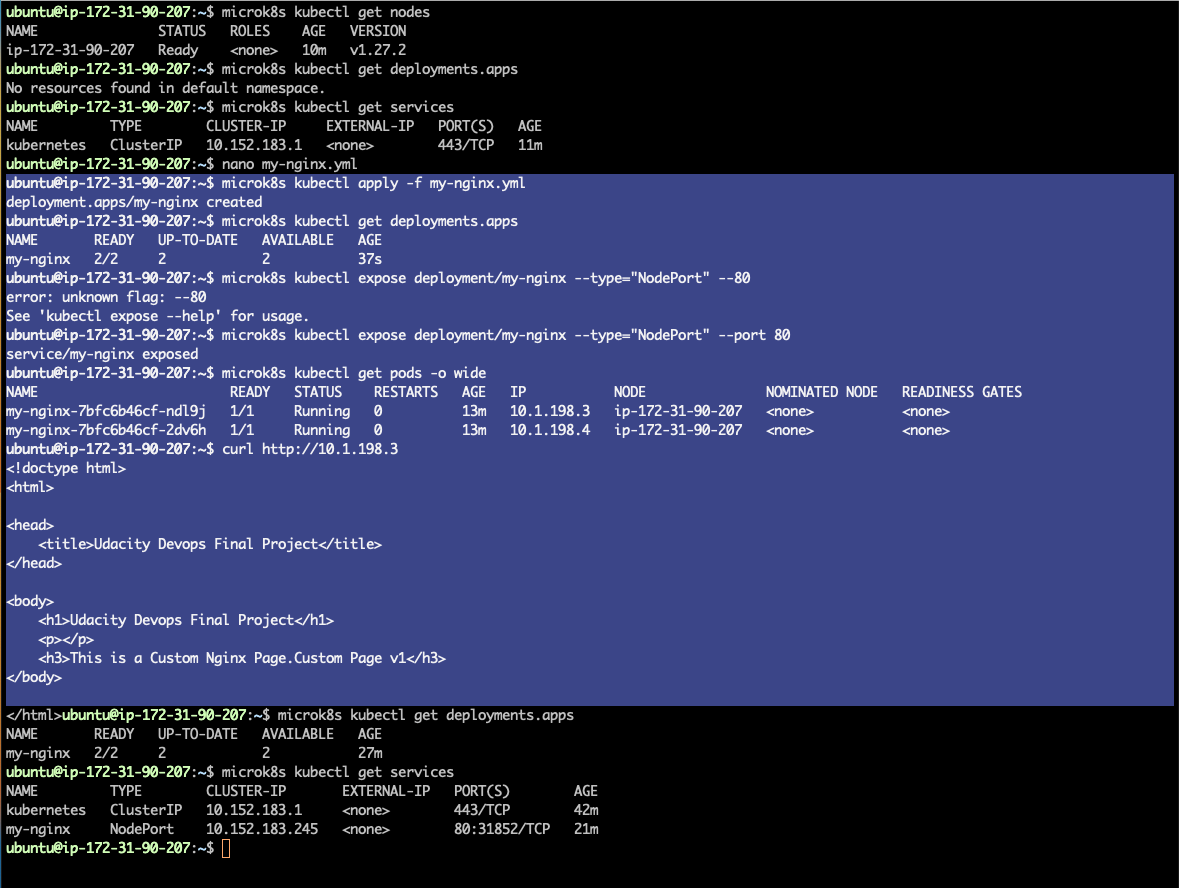 ubuntu@ip-172-31-90-207:~$ microk8s kubectl get nodes
NAME               STATUS   ROLES    AGE   VERSION
ip-172-31-90-207   Ready    <none>   10m   v1.27.2
ubuntu@ip-172-31-90-207:~$ microk8s kubectl get deployments.apps
No resources found in default namespace.
ubuntu@ip-172-31-90-207:~$ microk8s kubectl get services
NAME         TYPE        CLUSTER-IP     EXTERNAL-IP   PORT(S)   AGE
kubernetes   ClusterIP   10.152.183.1   <none>        443/TCP   11m
ubuntu@ip-172-31-90-207:~$ nano my-nginx.yml
ubuntu@ip-172-31-90-207:~$ microk8s kubectl apply -f my-nginx.yml
deployment.apps/my-nginx created
ubuntu@ip-172-31-90-207:~$ microk8s kubectl get deployments.apps
NAME       READY   UP-TO-DATE   AVAILABLE   AGE
my-nginx   2/2     2            2           37s
ubuntu@ip-172-31-90-207:~$ microk8s kubectl expose deployment/my-nginx --type="NodePort" --80
error: unknown flag: --80
See 'kubectl expose --help' for usage.
ubuntu@ip-172-31-90-207:~$ microk8s kubectl expose deployment/my-nginx --type="NodePort" --port 80
service/my-nginx exposed
ubuntu@ip-172-31-90-207:~$ microk8s kubectl get pods -o wide
NAME                        READY   STATUS    RESTARTS   AGE   IP           NODE               NOMINATED NODE   READINESS GATES
my-nginx-7bfc6b46cf-ndl9j   1/1     Running   0          13m   10.1.198.3   ip-172-31-90-207   <none>           <none>
my-nginx-7bfc6b46cf-2dv6h   1/1     Running   0          13m   10.1.198.4   ip-172-31-90-207   <none>           <none>
ubuntu@ip-172-31-90-207:~$ curl http://10.1.198.3
<!doctype html>
<html>

<head>
    <title>Udacity Devops Final Project</title>
</head>

<body>
    <h1>Udacity Devops Final Project</h1>
    <p></p>
    <h3>This is a Custom Nginx Page.Custom Page v1</h3>
</body>

</html>ubuntu@ip-172-31-90-207:~$ microk8s kubectl get deployments.apps
NAME       READY   UP-TO-DATE   AVAILABLE   AGE
my-nginx   2/2     2            2           27m
ubuntu@ip-172-31-90-207:~$ microk8s kubectl get services
NAME         TYPE        CLUSTER-IP       EXTERNAL-IP   PORT(S)        AGE
kubernetes   ClusterIP   10.152.183.1     <none>        443/TCP        42m
my-nginx     NodePort    10.152.183.245   <none>        80:31852/TCP   21m
ubuntu@ip-172-31-90-207:~$